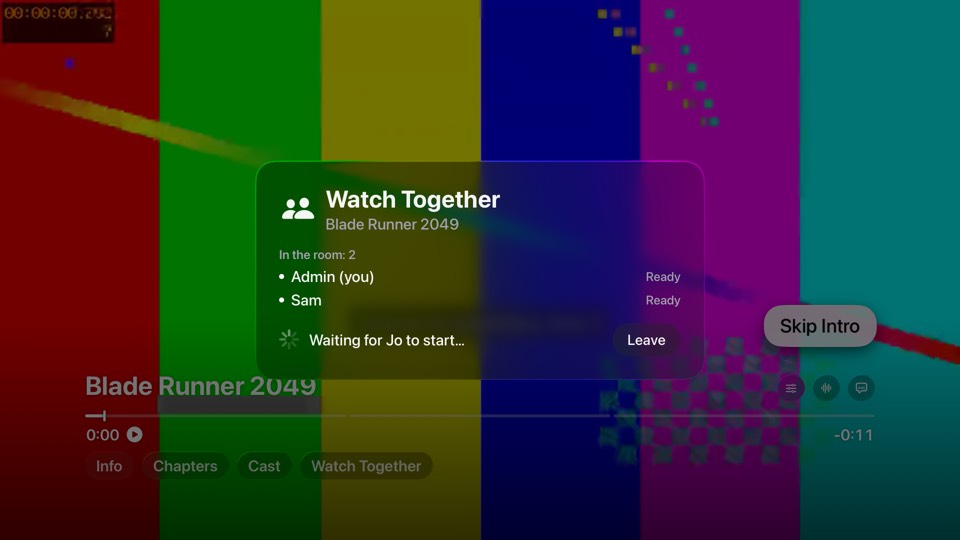 Watch Together
Blade Runner 2049
In the room: 2
• Admin (you) Ready
• Sam Ready
Waiting for Jo to start...
Leave
Skip Intro
Blade Runner 2049
0:00
-0:11
Info
Chapters
Cast
Watch Together